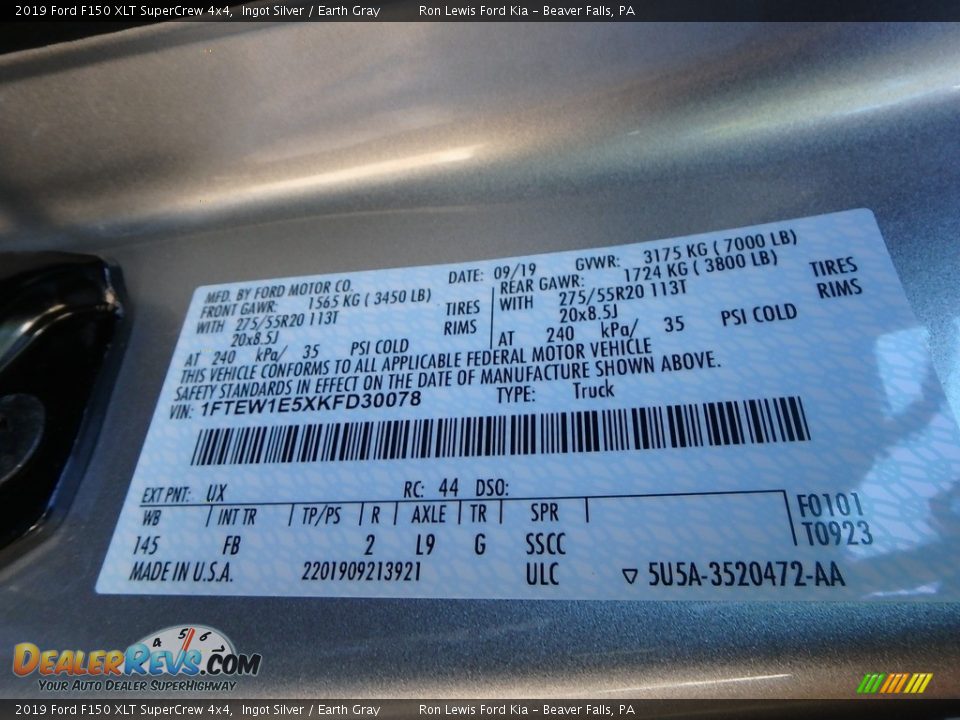 2019 Ford F150 XLT SuperCrew 4x4, Ingot Silver / Earth Gray Ron Lewis Ford Kia - Beaver Falls, PA
MFD. BY FORD MOTOR CO. DATE: 09/19 GVWR: 3175 KG ( 7000 LB)
FRONT GAWR: 1565 KG ( 3450 LB) REAR GAWR: 1724 KG ( 3800 LB)
WITH 275/55R20 113T TIRES WITH 275/55R20 113T TIRES
20x8.5J RIMS 20x8.5J RIMS
AT 240 kPa/ 35 PSI COLD AT 240 kPa/ 35 PSI COLD
THIS VEHICLE CONFORMS TO ALL APPLICABLE FEDERAL MOTOR VEHICLE
SAFETY STANDARDS IN EFFECT ON THE DATE OF MANUFACTURE SHOWN ABOVE.
VIN: 1FTEW1E5XKFD30078 TYPE: Truck
EXT PNT: UX RC: 44 DSO:
WB INT TR TP/PS R AXLE TR SPR F0101
145 FB 2 L9 G SSCC T0923
MADE IN U.S.A. 2201909213921 ULC ▽ 5U5A-3520472-AA
4 5 6
DEALERREVS.COM
YOUR AUTO DEALER SUPERHIGHWAY
2019 Ford F150 XLT SuperCrew 4x4, Ingot Silver / Earth Gray Ron Lewis Ford Kia - Beaver Falls, PA